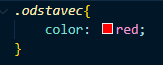 .odstavec{
    color: red;
}